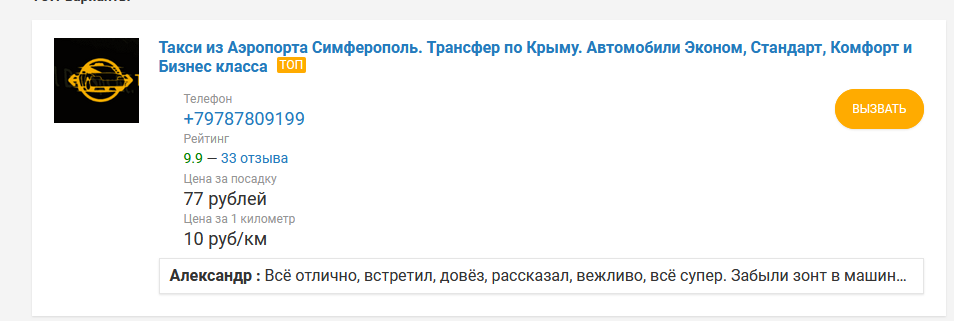 Такси из Аэропорта Симферополь. Трансфер по Крыму. Автомобили Эконом, Стандарт, Комфорт и
Бизнес класса ТОП
Телефон
+79787809199
ВЫЗВАТЬ
Рейтинг
9.9 — 33 отзыва
Цена за посадку
77 рублей
Цена за 1 километр
10 руб/км
Александр : Всё отлично, встретил, довёз, рассказал, вежливо, всё супер. Забыли зонт в машин...